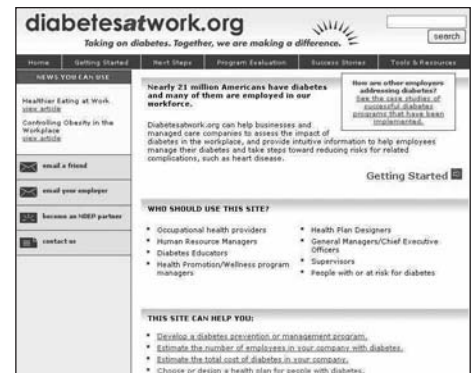 diabetesatwork.org
Taking on diabetes. Together, we are making a difference.
search
Home Getting Started Next Steps Program Evaluation Success Stories Tools & Resources
NEWS YOU CAN USE
Healthier Eating at Work
view article
Controlling Obesity in the
Workplace
view article
email a friend
email your employer
become an NDEP partner
contact us
Nearly 21 million Americans have diabetes
and many of them are employed in our
workforce.
How are other employers
addressing diabetes?
See the case studies of
successful diabetes
programs that have been
implemented.
Diabetesatwork.org can help businesses and
managed care companies to assess the impact of
diabetes in the workplace, and provide intuitive information to help employees
manage their diabetes and take steps toward reducing risks for related
complications, such as heart disease.
Getting Started
WHO SHOULD USE THIS SITE?
* Occupational health providers
* Human Resource Managers
* Diabetes Educators
* Health Promotion/Wellness program
managers
* Health Plan Designers
* General Managers/Chief Executive
Officers
* Supervisors
* People with or at risk for diabetes
THIS SITE CAN HELP YOU:
* Develop a diabetes prevention or management program.
* Estimate the number of employees in your company with diabetes.
* Estimate the total cost of diabetes in your company.
* Choose or design a health plan for people with diabetes.